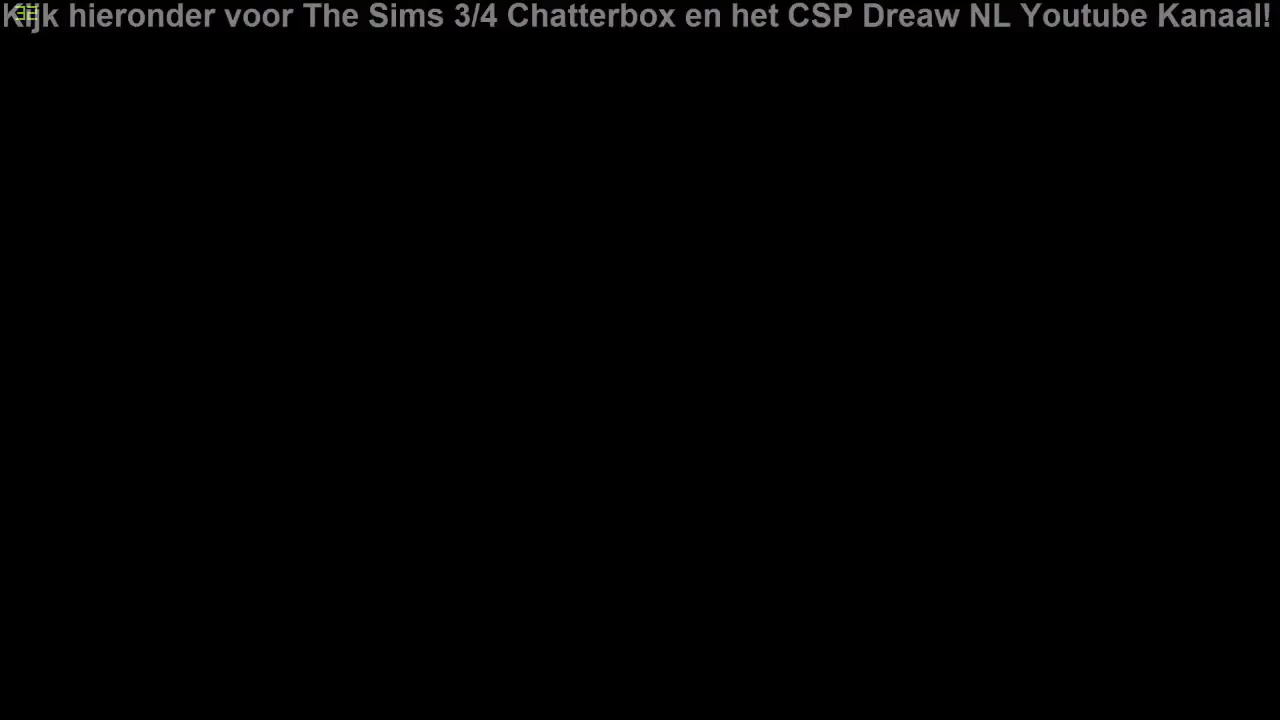 Kijk hieronder voor The Sims 3/4 Chatterbox en het CSP Dreaw NL Youtube Kanaal!